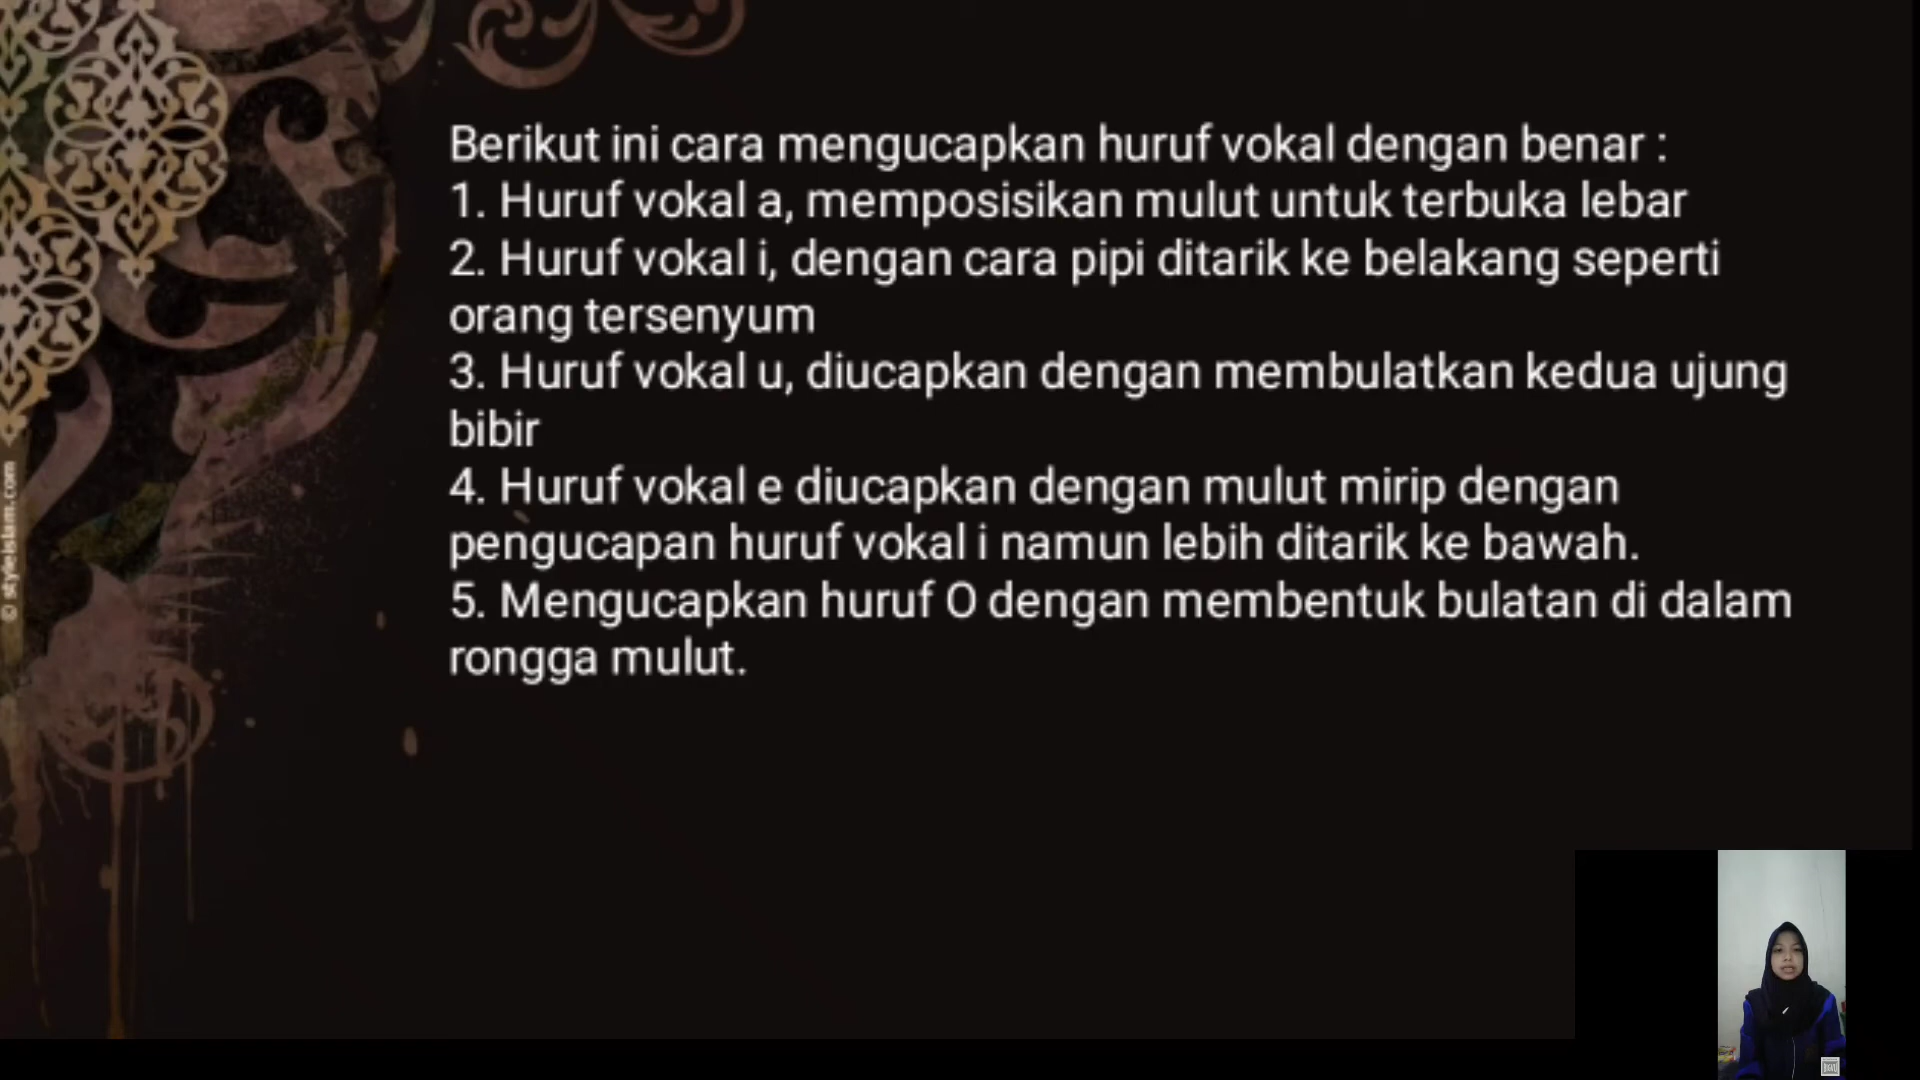 Berikut ini cara mengucapkan huruf vokal dengan benar :
1. Huruf vokal a, memposisikan mulut untuk terbuka lebar
2. Huruf vokal i, dengan cara pipi ditarik ke belakang seperti
orang tersenyum
3. Huruf vokal u, diucapkan dengan membulatkan kedua ujung
bibir
4. Huruf vokal e diucapkan dengan mulut mirip dengan
pengucapan huruf vokal i namun lebih ditarik ke bawah.
5. Mengucapkan huruf O dengan membentuk bulatan di dalam
rongga mulut.
© styleislam.com